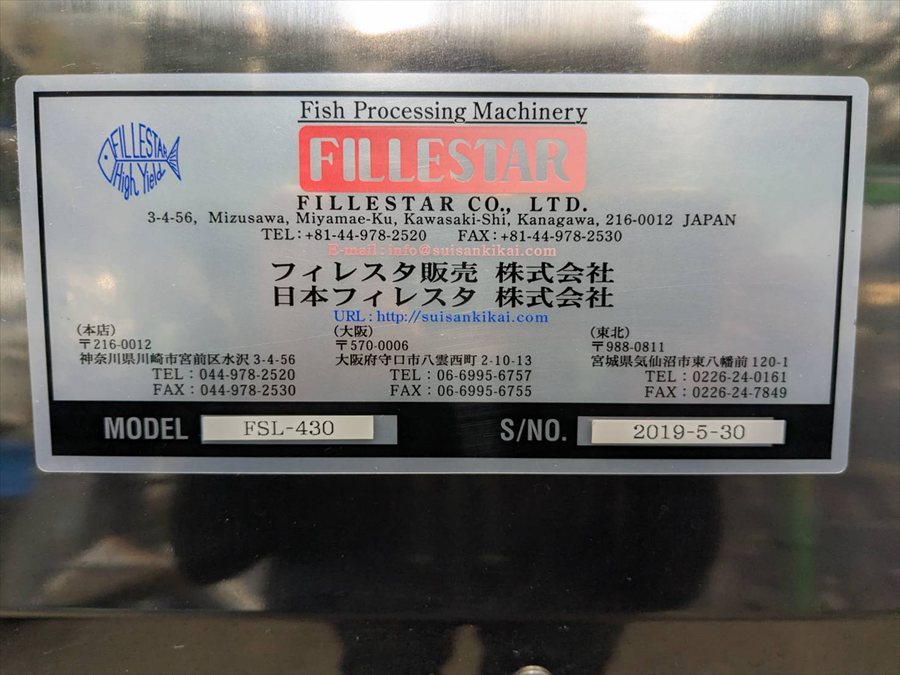 Fish Processing Machinery
FILLESTAR
High Yield
FILLESTAR
FILLESTAR CO., LTD.
3-4-56, Mizusawa, Miyamae-Ku, Kawasaki-Shi, Kanagawa, 216-0012 JAPAN
TEL:+81-44-978-2520 FAX:+81-44-978-2530
E-mail:info@suisankikai.com
フィレスタ販売 株式会社
日本フィレスタ 株式会社
URL:http://suisankikai.com
(本店)
〒216-0012
神奈川県川崎市宮前区水沢 3-4-56
TEL:044-978-2520
FAX:044-978-2530
(大阪)
〒570-0006
大阪府守口市八雲西町 2-10-13
TEL:06-6995-6757
FAX:06-6995-6755
(東北)
〒988-0811
宮城県気仙沼市東八幡前 120-1
TEL:0226-24-0161
FAX:0226-24-7849
MODEL FSL-430
S/NO. 2019-5-30